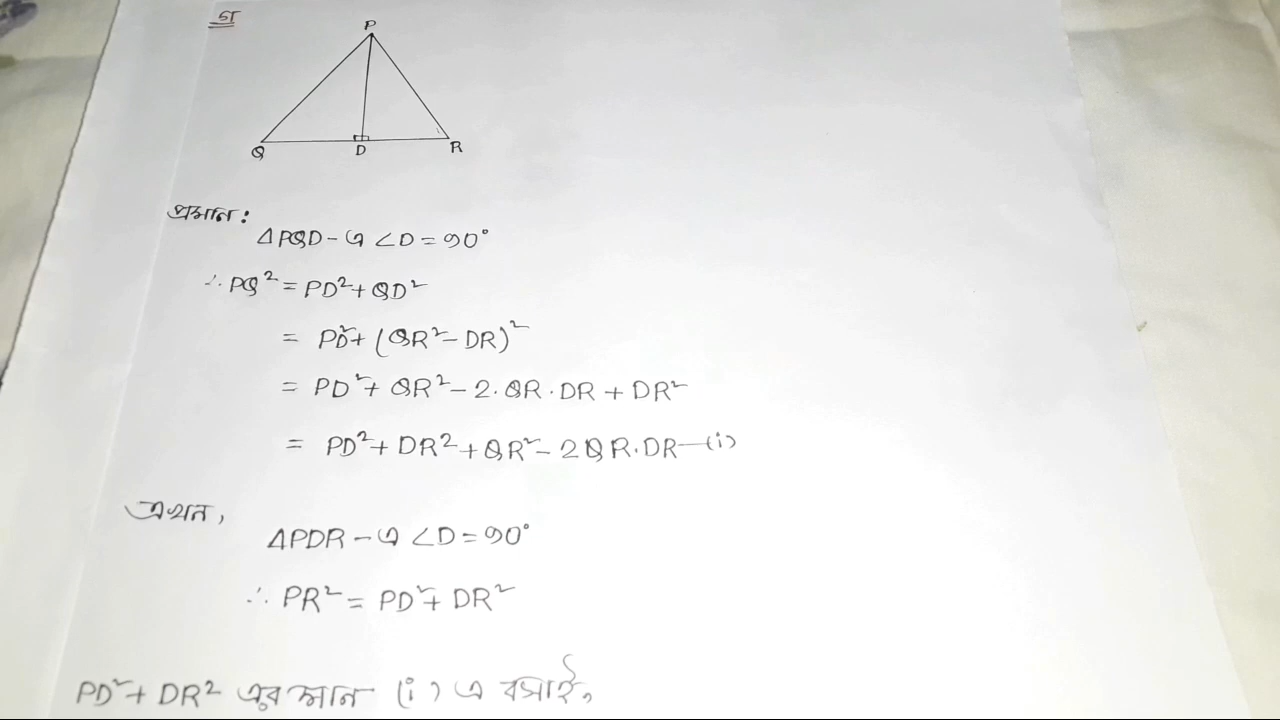 ST
P
Q D R
প্রমান:
ΔPQD-এ ∠D=90°
∴ PQ²= PD²+ QD²
= PD²+ (QR²- DR)²
= PD²+ QR²- 2.QR.DR + DR²
= PD²+ DR²+QR²- 2QR.DR—(i)
এখন,
ΔPDR-এ ∠D=90°
∴ PR²= PD²+ DR²
PD²+ DR² এর মান (i) এ বসাই,